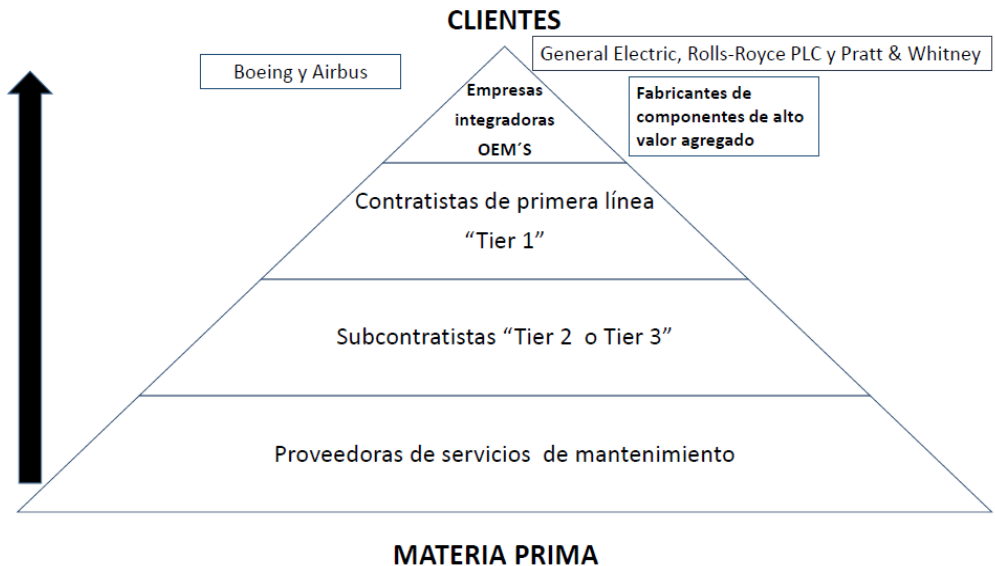 CLIENTES
General Electric, Rolls-Royce PLC y Pratt & Whitney
Boeing y Airbus
Empresas
integradoras
OEM´S
Fabricantes de
componentes de alto
valor agregado
Contratistas de primera línea
“Tier 1”
Subcontratistas “Tier 2 o Tier 3”
Proveedoras de servicios de mantenimiento
MATERIA PRIMA